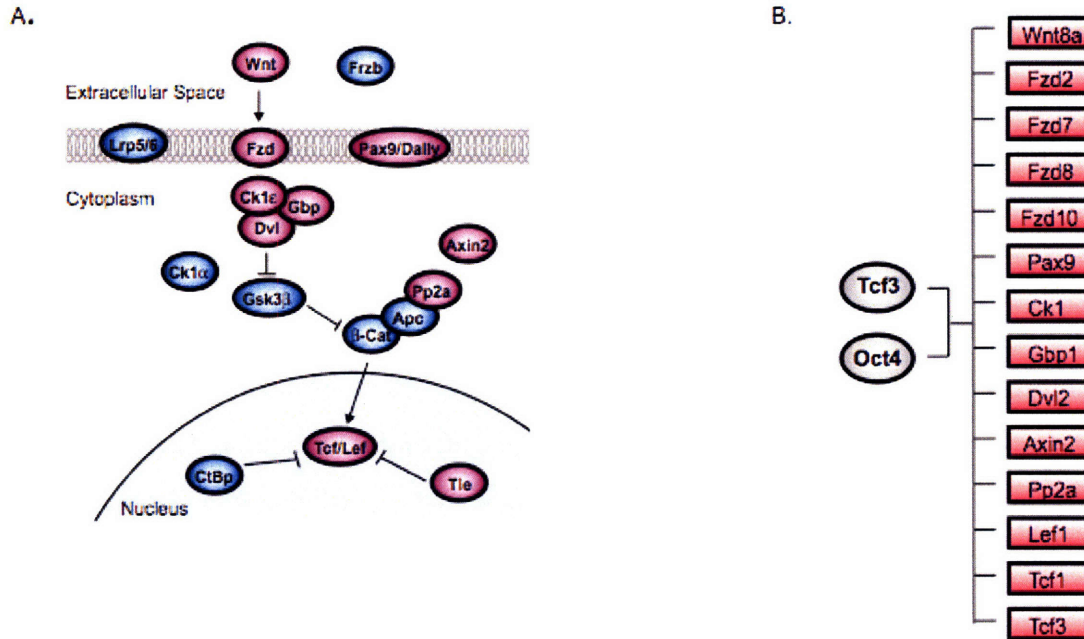 A.
Wnt
Frzb
Extracellular Space
Lrp5/6
Fzd
Pax9/Dally
Cytoplasm
Ck1ε
Gbp
Dvl
Axin2
Ck1α
Pp2a
Gsk3β
Apc
β-Cat
Tcf/Lef
CtBp
Tle
Nucleus
B.
Tcf3
Oct4
Wnt8a
Fzd2
Fzd7
Fzd8
Fzd10
Pax9
Ck1
Gbp1
Dvl2
Axin2
Pp2a
Lef1
Tcf1
Tcf3